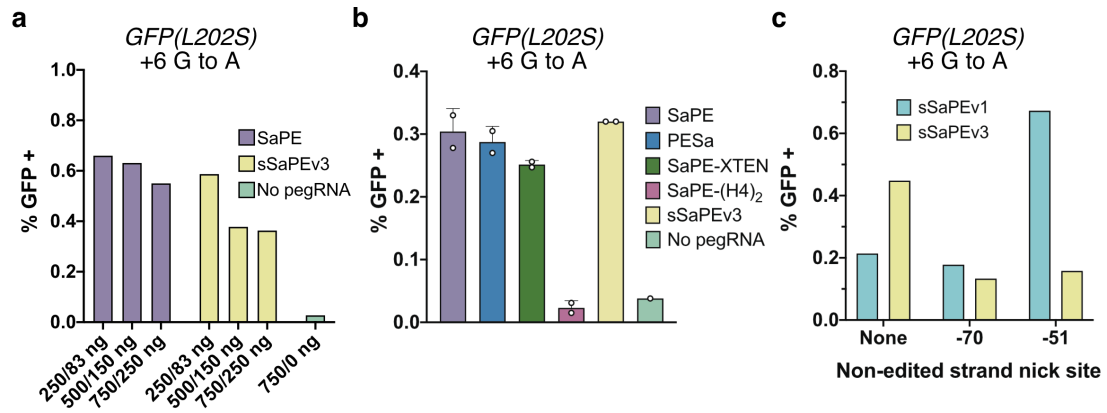 a
GFP(L202S)
+6 G to A
% GFP +
1.0
0.8
0.6
0.4
0.2
0.0
SaPE
sSaPEv3
No pegRNA
250/83 ng
500/150 ng
750/250 ng
250/83 ng
500/150 ng
750/250 ng
750/0 ng
b
GFP(L202S)
+6 G to A
% GFP +
0.4
0.3
0.2
0.1
0.0
SaPE
PESa
SaPE-XTEN
SaPE-(H4)₂
sSaPEv3
No pegRNA
c
GFP(L202S)
+6 G to A
% GFP +
0.8
0.6
0.4
0.2
0.0
sSaPEv1
sSaPEv3
None
-70
-51
Non-edited strand nick site